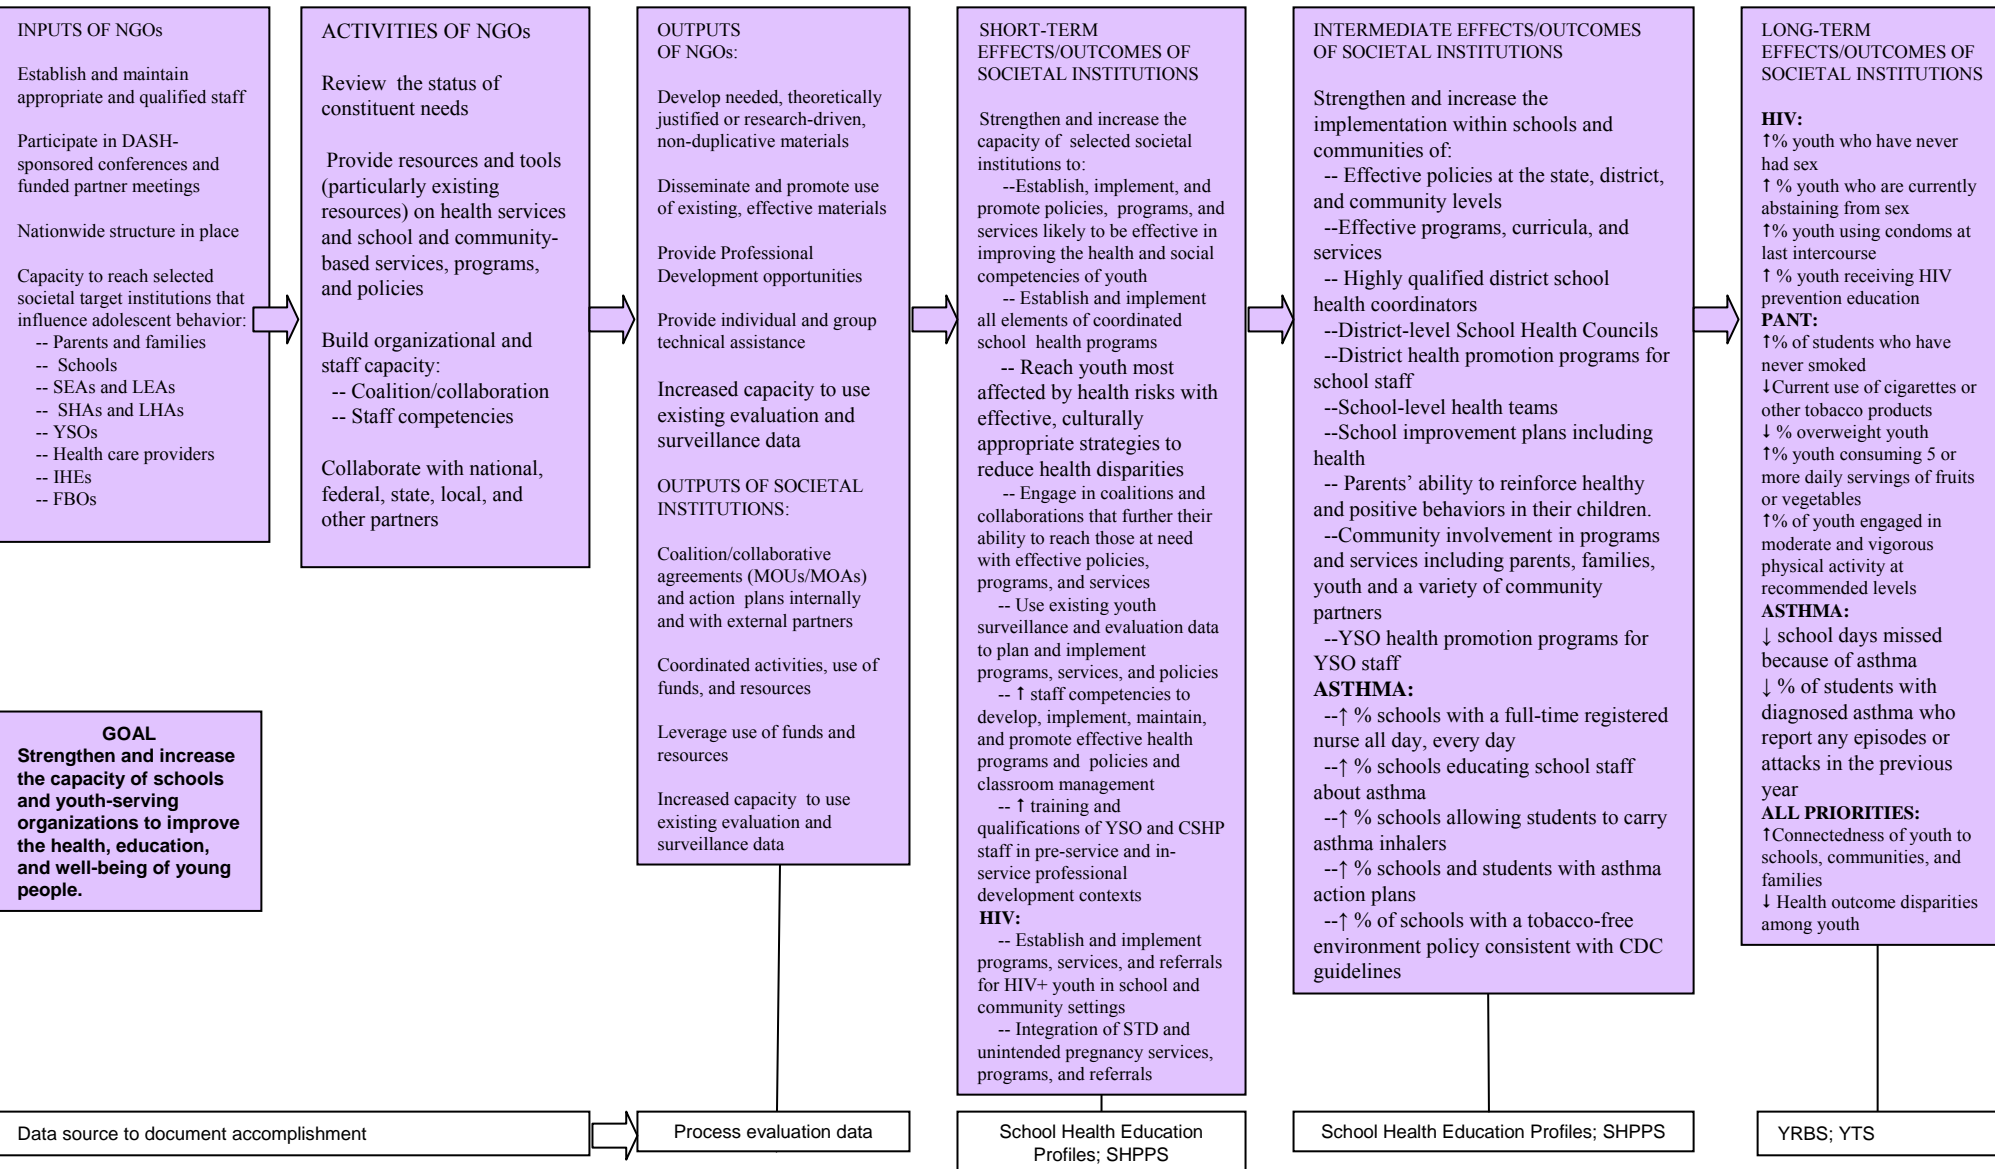 INPUTS OF NGOs
Establish and maintain
appropriate and qualified staff
Participate in DASH-
sponsored conferences and
funded partner meetings
Nationwide structure in place
Capacity to reach selected
societal target institutions that
influence adolescent behavior:
-- Parents and families
-- Schools
-- SEAs and LEAs
-- SHAs and LHAs
-- YSOs
-- Health care providers
-- IHEs
-- FBOs
ACTIVITIES OF NGOs
Review the status of
constituent needs
Provide resources and tools
(particularly existing
resources) on health services
and school and community-
based services, programs,
and policies
Build organizational and
staff capacity:
-- Coalition/collaboration
-- Staff competencies
Collaborate with national,
federal, state, local, and
other partners
OUTPUTS
OF NGOs:
Develop needed, theoretically
justified or research-driven,
non-duplicative materials
Disseminate and promote use
of existing, effective materials
Provide Professional
Development opportunities
Provide individual and group
technical assistance
Increased capacity to use
existing evaluation and
surveillance data
OUTPUTS OF SOCIETAL
INSTITUTIONS:
Coalition/collaborative
agreements (MOUs/MOAs)
and action plans internally
and with external partners
Coordinated activities, use of
funds, and resources
Leverage use of funds and
resources
Increased capacity to use
existing evaluation and
surveillance data
SHORT-TERM
EFFECTS/OUTCOMES OF
SOCIETAL INSTITUTIONS
Strengthen and increase the
capacity of selected societal
institutions to:
--Establish, implement, and
promote policies, programs, and
services likely to be effective in
improving the health and social
competencies of youth
-- Establish and implement
all elements of coordinated
school health programs
-- Reach youth most
affected by health risks with
effective, culturally
appropriate strategies to
reduce health disparities
-- Engage in coalitions and
collaborations that further their
ability to reach those at need
with effective policies,
programs, and services
-- Use existing youth
surveillance and evaluation data
to plan and implement
programs, services, and policies
-- ↑ staff competencies to
develop, implement, maintain,
and promote effective health
programs and policies and
classroom management
-- ↑ training and
qualifications of YSO and CSHP
staff in pre-service and in-
service professional
development contexts
HIV:
-- Establish and implement
programs, services, and referrals
for HIV+ youth in school and
community settings
-- Integration of STD and
unintended pregnancy services,
programs, and referrals
INTERMEDIATE EFFECTS/OUTCOMES
OF SOCIETAL INSTITUTIONS
Strengthen and increase the
implementation within schools and
communities of:
-- Effective policies at the state, district,
and community levels
--Effective programs, curricula, and
services
-- Highly qualified district school
health coordinators
--District-level School Health Councils
--District health promotion programs for
school staff
--School-level health teams
--School improvement plans including
health
-- Parents’ ability to reinforce healthy
and positive behaviors in their children.
--Community involvement in programs
and services including parents, families,
youth and a variety of community
partners
--YSO health promotion programs for
YSO staff
ASTHMA:
--↑ % schools with a full-time registered
nurse all day, every day
--↑ % schools educating school staff
about asthma
--↑ % schools allowing students to carry
asthma inhalers
--↑ % schools and students with asthma
action plans
--↑ % of schools with a tobacco-free
environment policy consistent with CDC
guidelines
LONG-TERM
EFFECTS/OUTCOMES OF
SOCIETAL INSTITUTIONS
HIV:
↑% youth who have never
had sex
↑ % youth who are currently
abstaining from sex
↑% youth using condoms at
last intercourse
↑ % youth receiving HIV
prevention education
PANT:
↑% of students who have
never smoked
↓Current use of cigarettes or
other tobacco products
↓ % overweight youth
↑% youth consuming 5 or
more daily servings of fruits
or vegetables
↑% of youth engaged in
moderate and vigorous
physical activity at
recommended levels
ASTHMA:
↓ school days missed
because of asthma
↓ % of students with
diagnosed asthma who
report any episodes or
attacks in the previous
year
ALL PRIORITIES:
↑Connectedness of youth to
schools, communities, and
families
↓ Health outcome disparities
among youth
GOAL
Strengthen and increase
the capacity of schools
and youth-serving
organizations to improve
the health, education,
and well-being of young
people.
Data source to document accomplishment
Process evaluation data
School Health Education
Profiles; SHPPS
School Health Education Profiles; SHPPS
YRBS; YTS